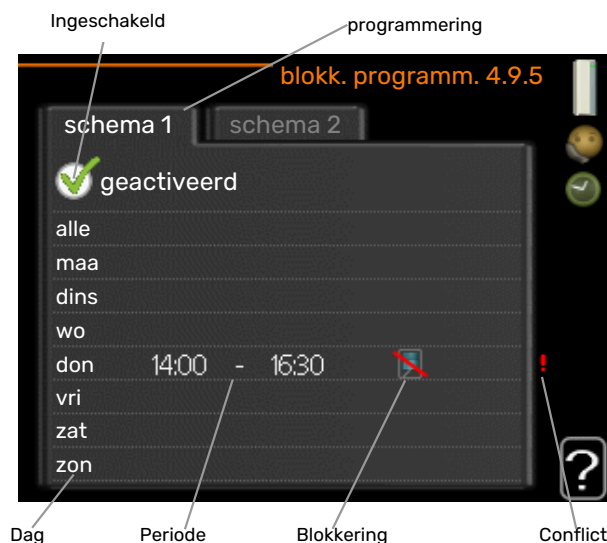 Ingeschakeld
programmering
blokk. programm. 4.9.5
schema 1
schema 2
geactiveerd
alle
maa
dins
wo
don 14:00 - 16:30 !
vri
zat
zon
?
Dag Periode Blokkering Conflict